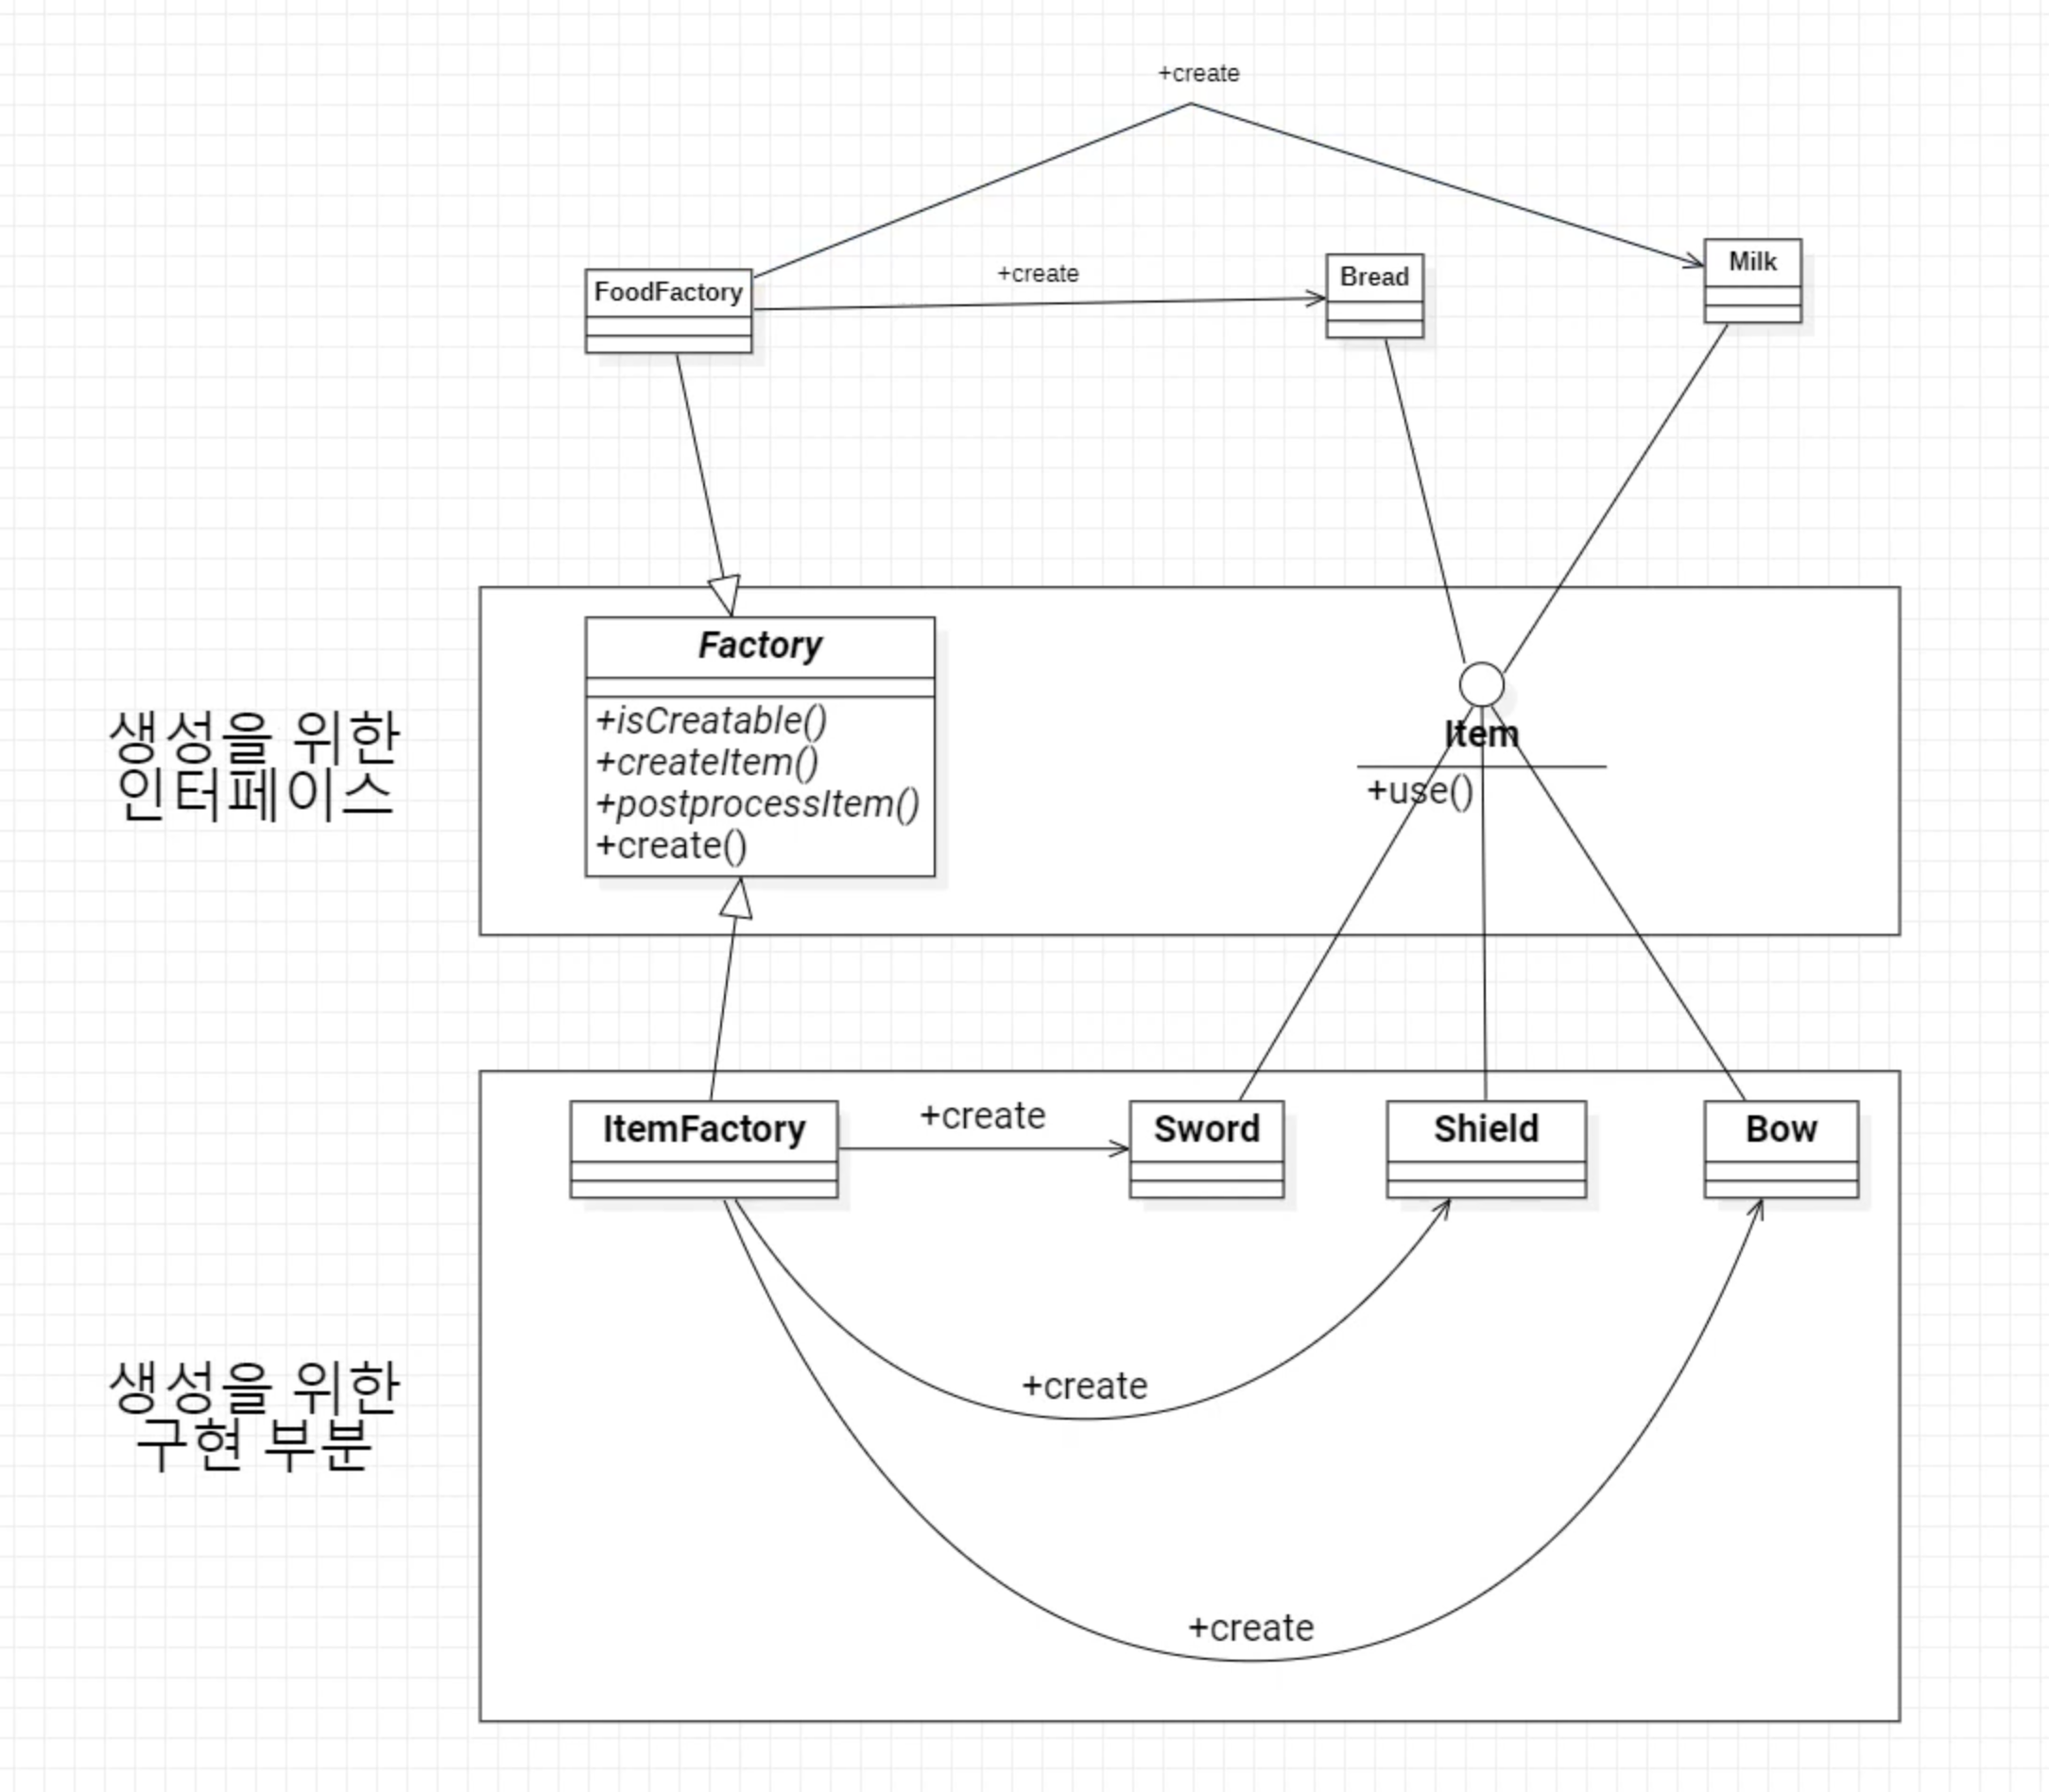 +create
FoodFactory
+create
Bread
Milk
생성을 위한
인터페이스
Factory
+isCreatable()
+createItem()
+postprocessItem()
+create()
Item
+use()
ItemFactory
+create
Sword
Shield
Bow
생성을 위한
구현 부분
+create
+create